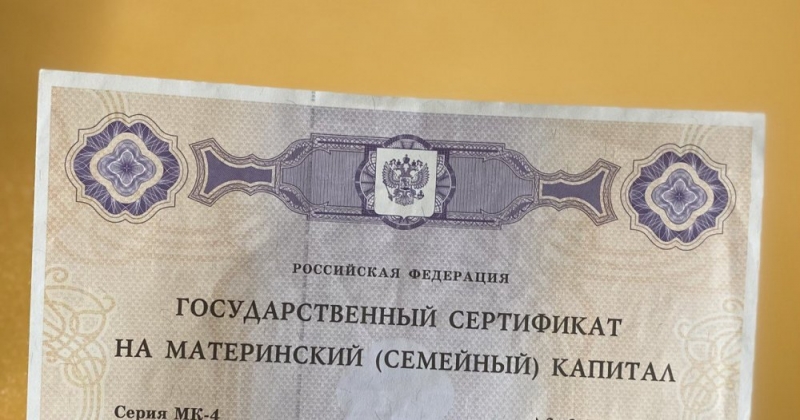 РОССИЙСКАЯ ФЕДЕРАЦИЯ
ГОСУДАРСТВЕННЫЙ СЕРТИФИКАТ
НА МАТЕРИНСКИЙ (СЕМЕЙНЫЙ) КАПИТАЛ
Серия МК-4